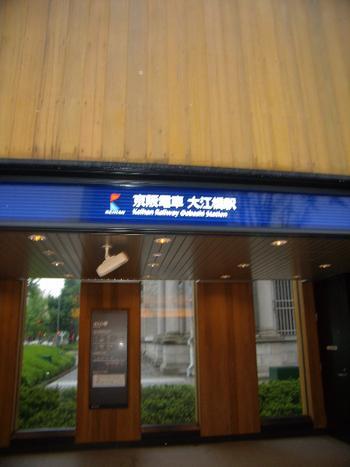 京阪電車 大江橋駅
KEIHAN
Keihan Railway Oebashi Station